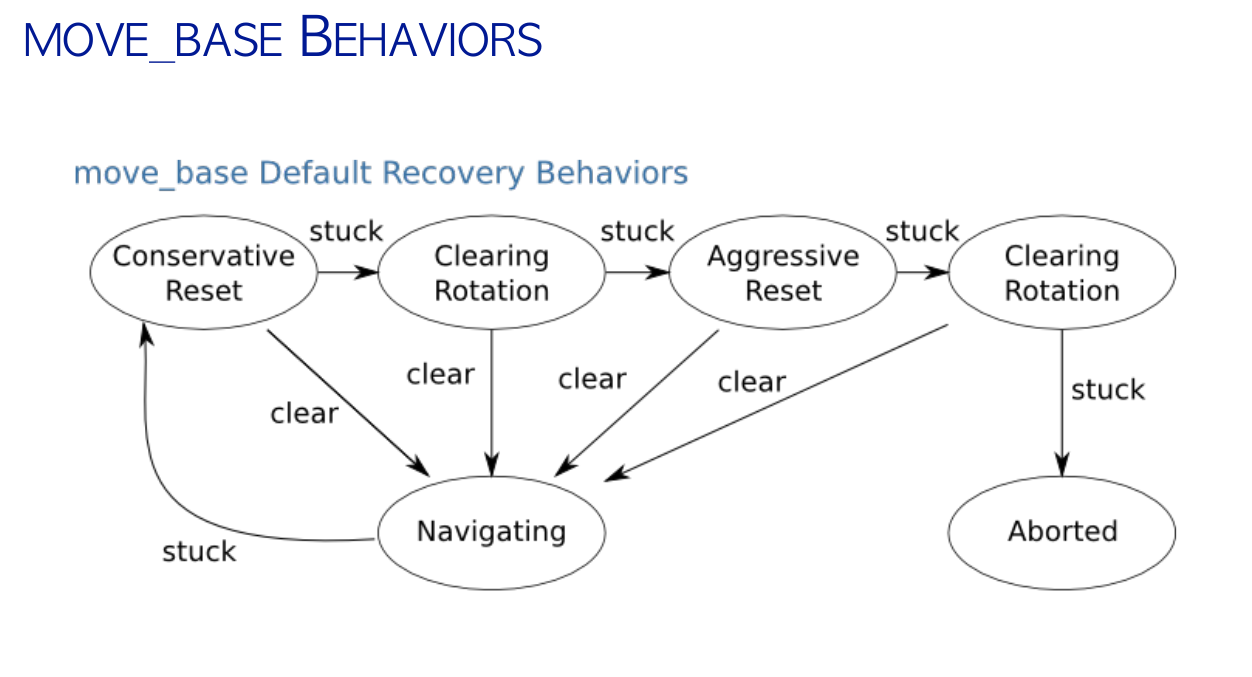 MOVE_BASE BEHAVIORS
move_base Default Recovery Behaviors
stuck
stuck
stuck
Conservative
Reset
Clearing
Rotation
Aggressive
Reset
Clearing
Rotation
clear
clear
clear
clear
stuck
Navigating
Aborted
stuck